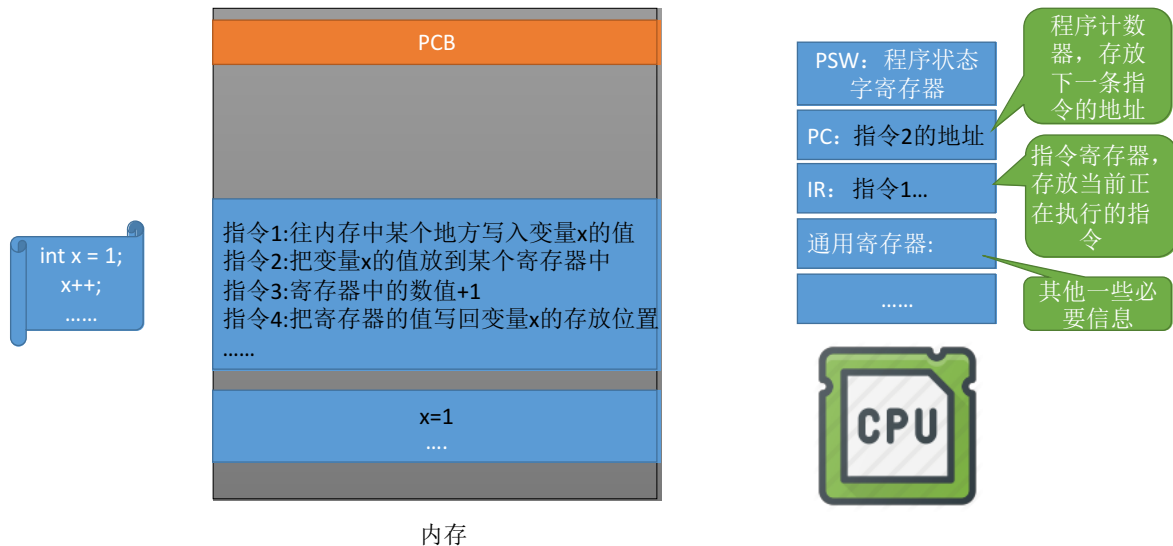 int x = 1;
x++;
……
PCB
指令1:往内存中某个地方写入变量x的值
指令2:把变量x的值放到某个寄存器中
指令3:寄存器中的数值+1
指令4:把寄存器的值写回变量x的存放位置
……
x=1
….
内存
PSW：程序状态
字寄存器
PC：指令2的地址
IR：指令1…
通用寄存器:
……
程序计数
器，存放
下一条指
令的地址
指令寄存器，
存放当前正
在执行的指
令
其他一些必
要信息
CPU